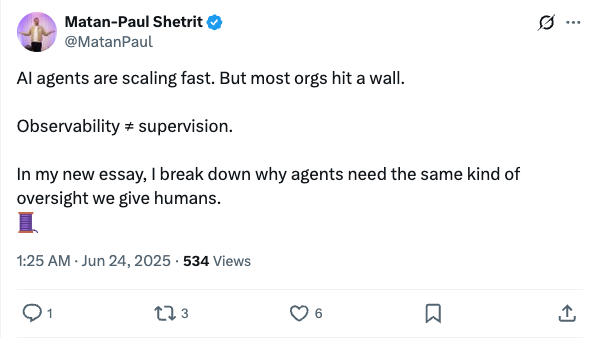 Matan-Paul Shetrit
@MatanPaul
AI agents are scaling fast. But most orgs hit a wall.
Observability ≠ supervision.
In my new essay, I break down why agents need the same kind of
oversight we give humans.
🧵
1:25 AM · Jun 24, 2025 · 534 Views
1 3 6